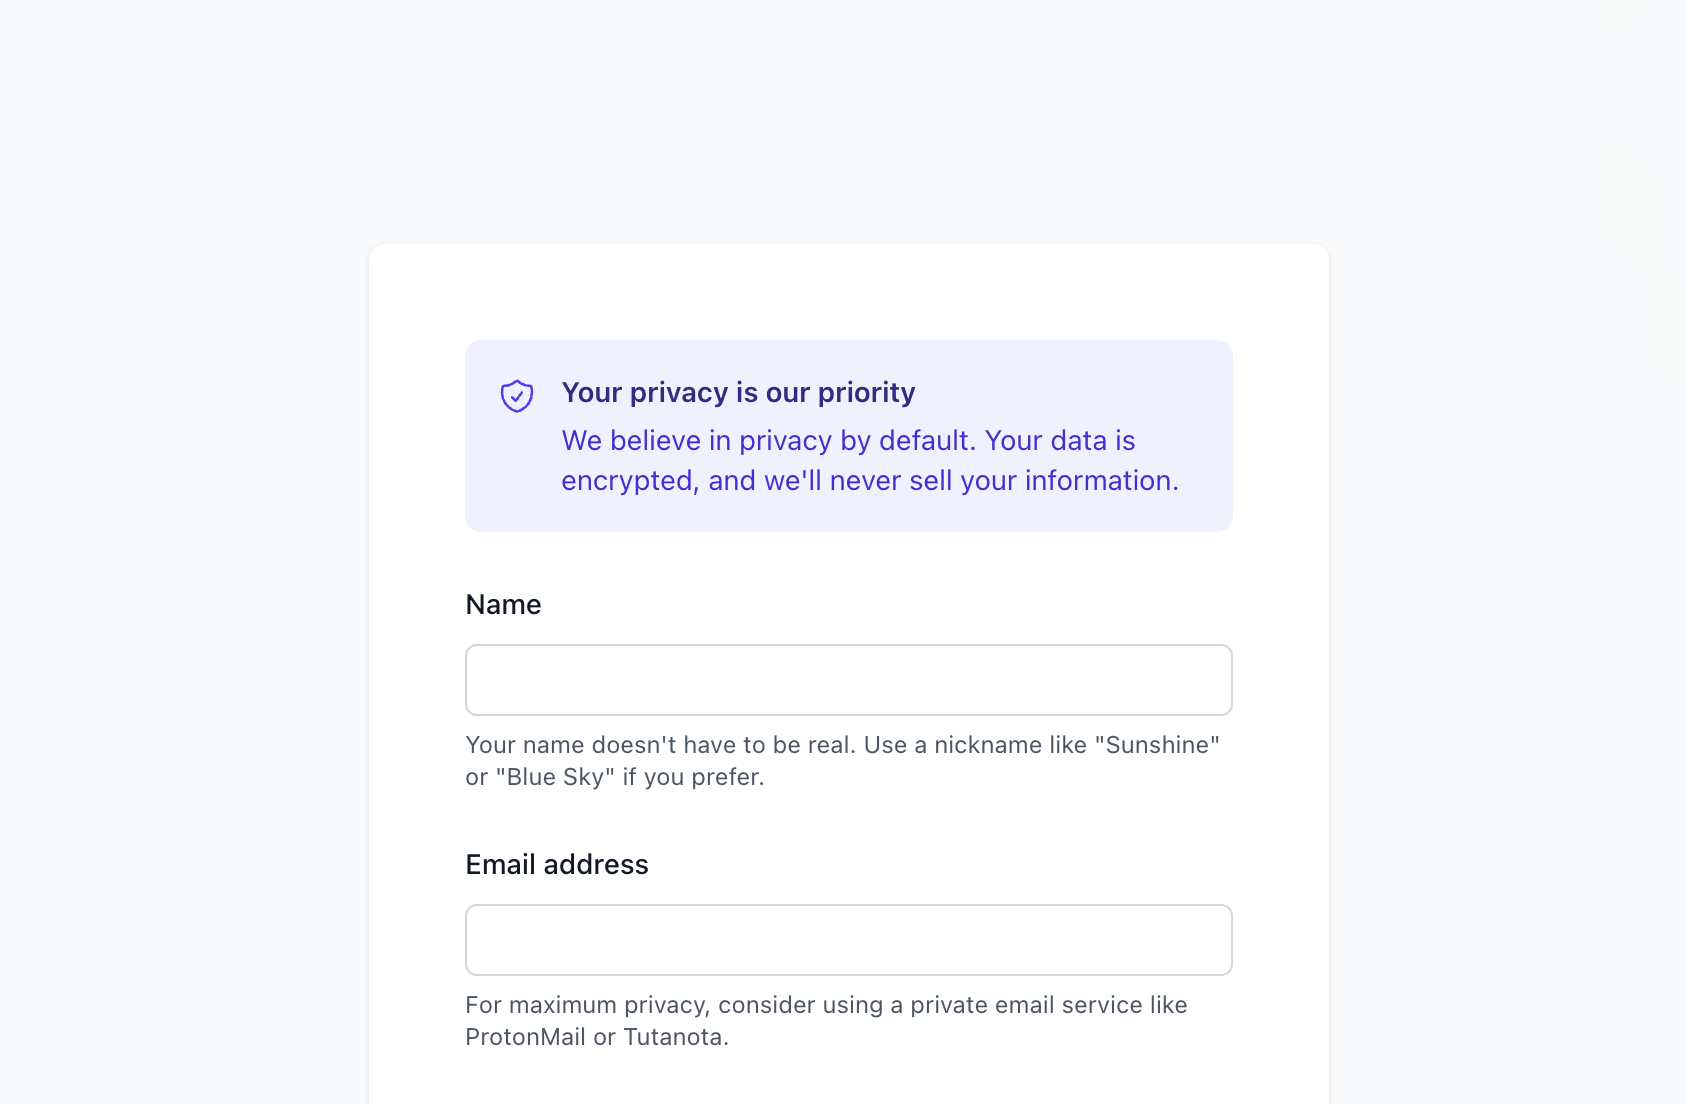 Your privacy is our priority
We believe in privacy by default. Your data is
encrypted, and we'll never sell your information.
Name
Your name doesn't have to be real. Use a nickname like "Sunshine"
or "Blue Sky" if you prefer.
Email address
For maximum privacy, consider using a private email service like
ProtonMail or Tutanota.